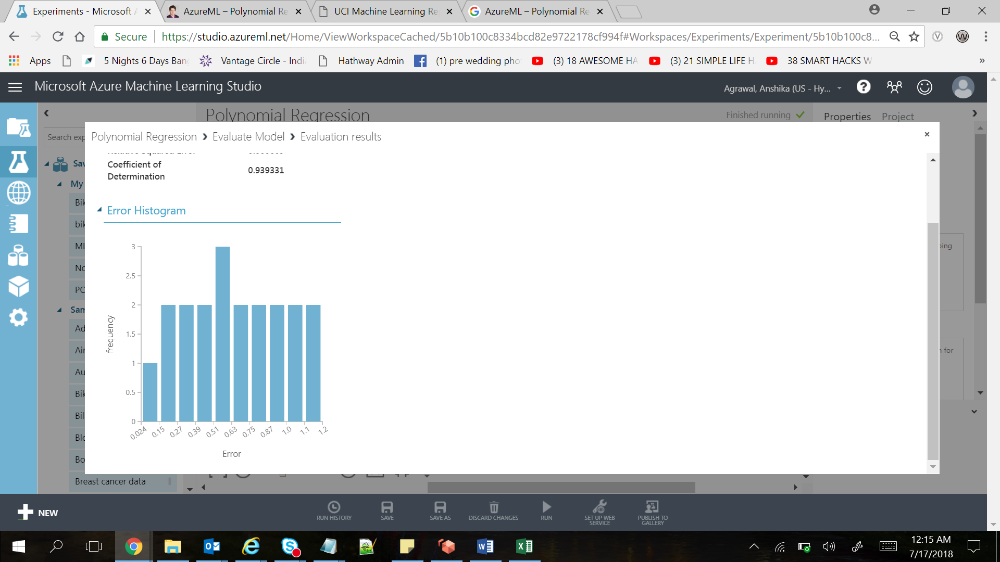 Experiments - Microsoft A
AzureML – Polynomial Re
UCI Machine Learning Re
AzureML – Polynomial Re
Secure
https://studio.azureml.net/Home/ViewWorkspaceCached/5b10b100c8334bcd82e9722178cf994f#Workspaces/Experiments/Experiment/5b10b100c8...
Apps
5 Nights 6 Days Bang
Vantage Circle - Indi
Hathway Admin
(1) pre wedding pho
(3) 18 AWESOME HA
(3) 21 SIMPLE LIFE H
38 SMART HACKS W
Microsoft Azure Machine Learning Studio
Agrawal, Anshika (US - Hy...
Polynomial Regression
Finished running
Properties
Project
Search exp
Polynomial Regression > Evaluate Model > Evaluation results
Relative Squared Error
Coefficient of
Determination
0.939331
Sav
My
Bik
bik
ML
No
PO
Sam
Ad
Air
Au
Bik
Bil
Blo
Bo
Breast cancer data
ping
n for
Error Histogram
3
2.5
2
1.5
1
0.5
0
frequency
0.024
0.15
0.27
0.39
0.51
0.63
0.75
0.87
1.0
1.1
1.2
Error
NEW
RUN HISTORY
SAVE
SAVE AS
DISCARD CHANGES
RUN
SET UP WEB
SERVICE
PUBLISH TO
GALLERY
12:15 AM
7/17/2018